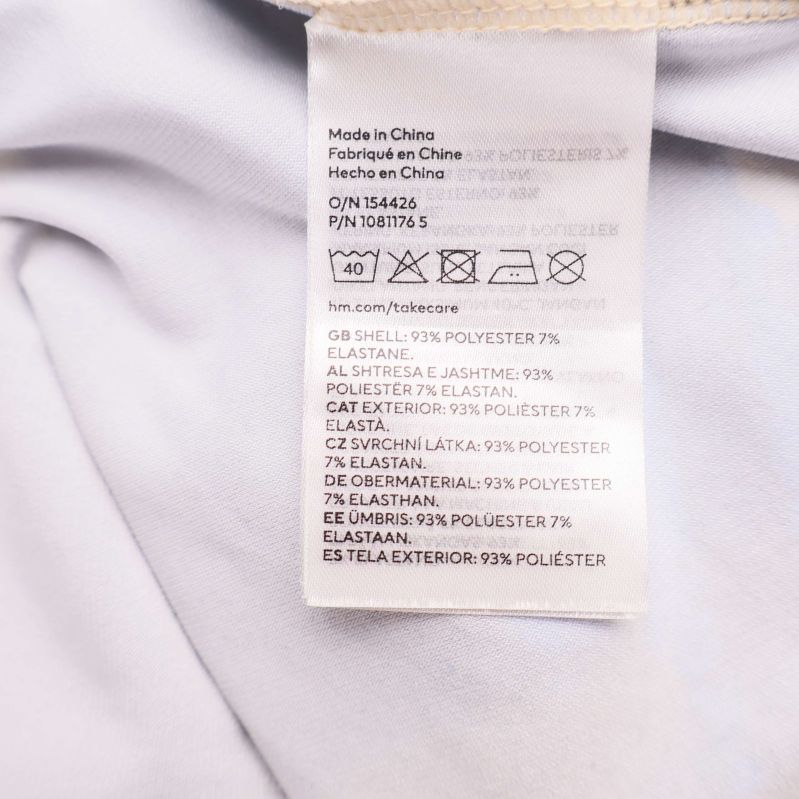 Made in China
Fabriqué en Chine
Hecho en China
O/N 154426
P/N 1081176 5
40
hm.com/takecare
GB SHELL: 93% POLYESTER 7%
ELASTANE.
AL SHTRESA E JASHTME: 93%
POLIESTËR 7% ELASTAN.
CAT EXTERIOR: 93% POLIÈSTER 7%
ELASTÀ.
CZ SVRCHNÍ LÁTKA: 93% POLYESTER
7% ELASTAN.
DE OBERMATERIAL: 93% POLYESTER
7% ELASTHAN.
EE ÜMBRIS: 93% POLÜESTER 7%
ELASTAAN.
ES TELA EXTERIOR: 93% POLIÉSTER